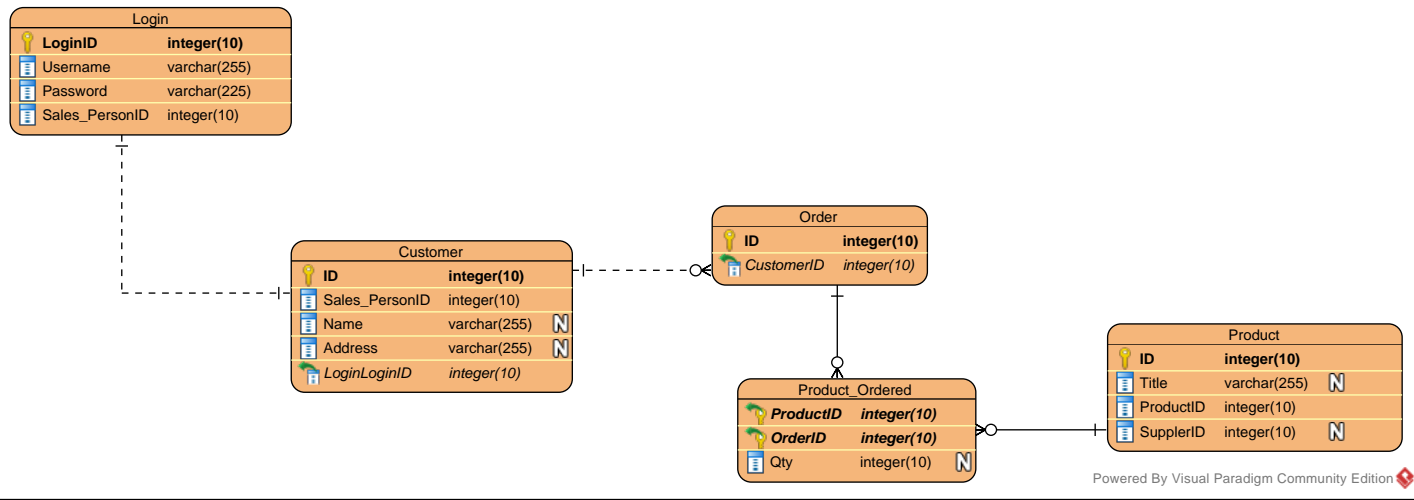 Login
LoginID integer(10)
Username varchar(255)
Password varchar(225)
Sales_PersonID integer(10)
Customer
ID integer(10)
Sales_PersonID integer(10)
Name varchar(255) N
Address varchar(255) N
LoginLoginID integer(10)
Order
ID integer(10)
CustomerID integer(10)
Product_Ordered
ProductID integer(10)
OrderID integer(10)
Qty integer(10) N
Product
ID integer(10)
Title varchar(255) N
ProductID integer(10)
SupplerID integer(10) N
Powered By Visual Paradigm Community Edition